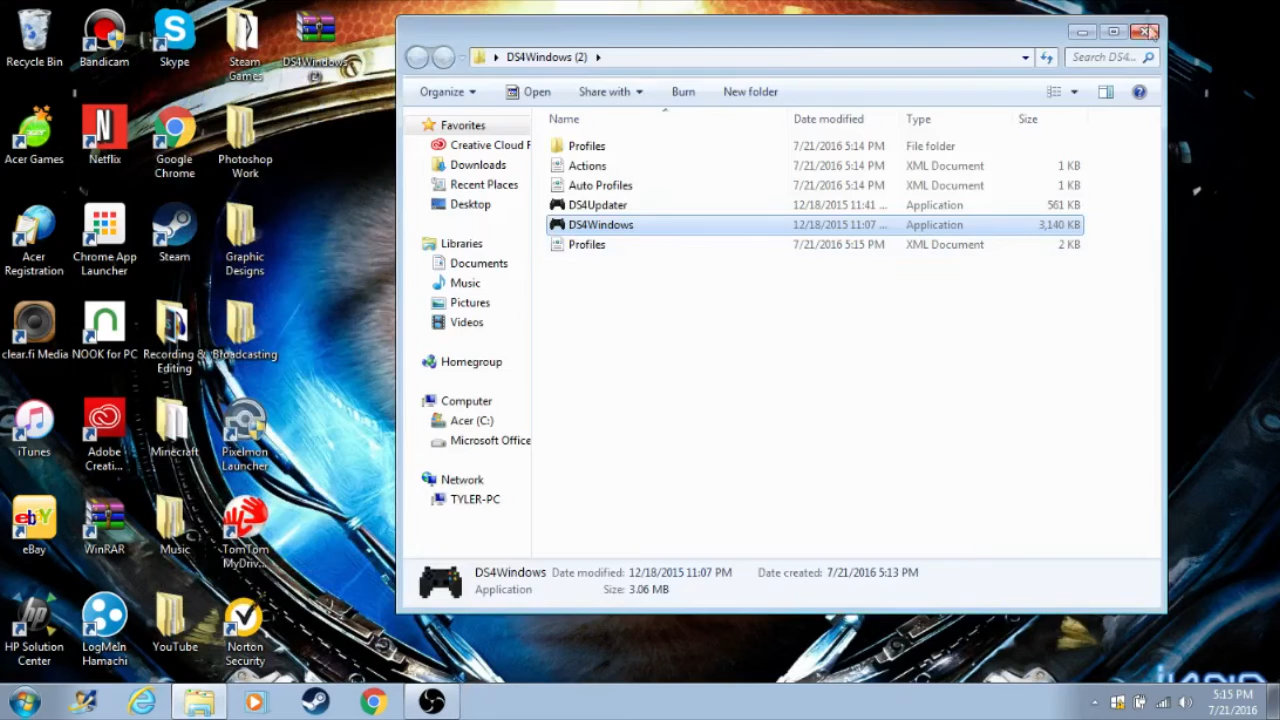 Recycle Bin
Bandicam
Skype
Steam
Games
DS4Windows
(2)
Acer Games
Netflix
Google
Chrome
Photoshop
Work
Acer
Registration
Chrome App
Launcher
Steam
Graphic
Designs
clear.fi Media
NOOK for PC
Recording &
Editing
Broadcasting
iTunes
Adobe
Creati...
Minecraft
Pixelmon
Launcher
eBay
WinRAR
Music
TomTom
MyDriv...
HP Solution
Center
LogMeIn
Hamachi
YouTube
Norton
Security
DS4Windows (2)
Search DS4...
Organize
Open
Share with
Burn
New folder
Name
Date modified
Type
Size
Favorites
Creative Cloud F
Downloads
Recent Places
Desktop
Libraries
Documents
Music
Pictures
Videos
Homegroup
Computer
Acer (C:)
Microsoft Office
Network
TYLER-PC
Profiles 7/21/2016 5:14 PM File folder
Actions 7/21/2016 5:14 PM XML Document 1 KB
Auto Profiles 7/21/2016 5:14 PM XML Document 1 KB
DS4Updater 12/18/2015 11:41 ... Application 561 KB
DS4Windows 12/18/2015 11:07 ... Application 3,140 KB
Profiles 7/21/2016 5:15 PM XML Document 2 KB
DS4Windows Date modified: 12/18/2015 11:07 PM Date created: 7/21/2016 5:13 PM
Application Size: 3.06 MB
5:15 PM
7/21/2016